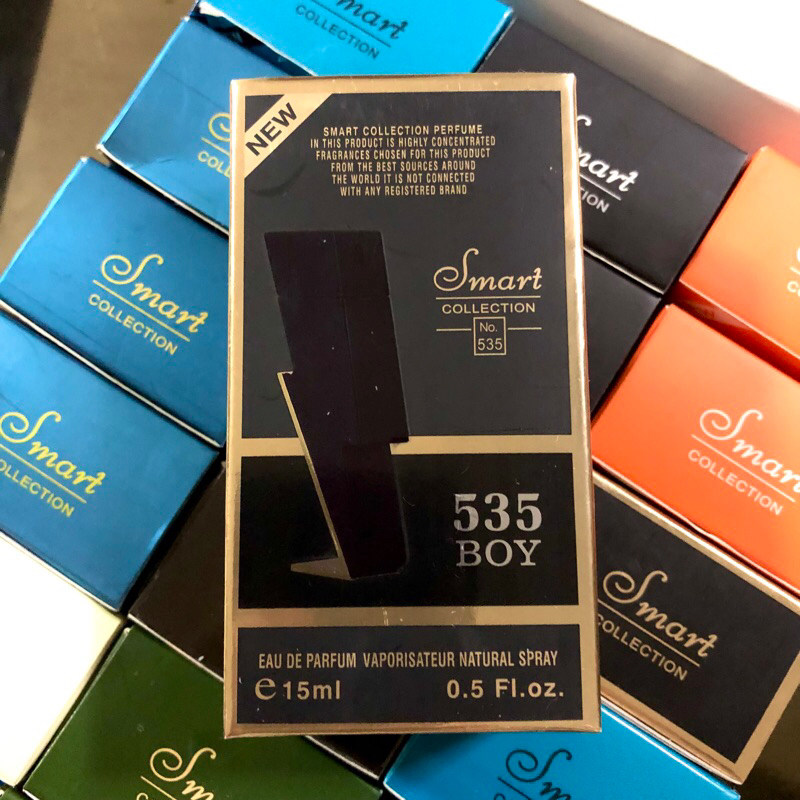 Smart
COLLECTION
NEW
SMART COLLECTION PERFUME
IN THIS PRODUCT IS HIGHLY CONCENTRATED
FRAGRANCES CHOSEN FOR THIS PRODUCT
FROM THE BEST SOURCES AROUND
THE WORLD IT IS NOT CONNECTED
WITH ANY REGISTERED BRAND
Smart
COLLECTION
No.
535
535
BOY
EAU DE PARFUM VAPORISATEUR NATURAL SPRAY
e 15ml 0.5 Fl.oz.
Smart
COLLECTION
Smart
COLLECTION
Smart
COLLECTION
Smart
COLLECTION
Smart